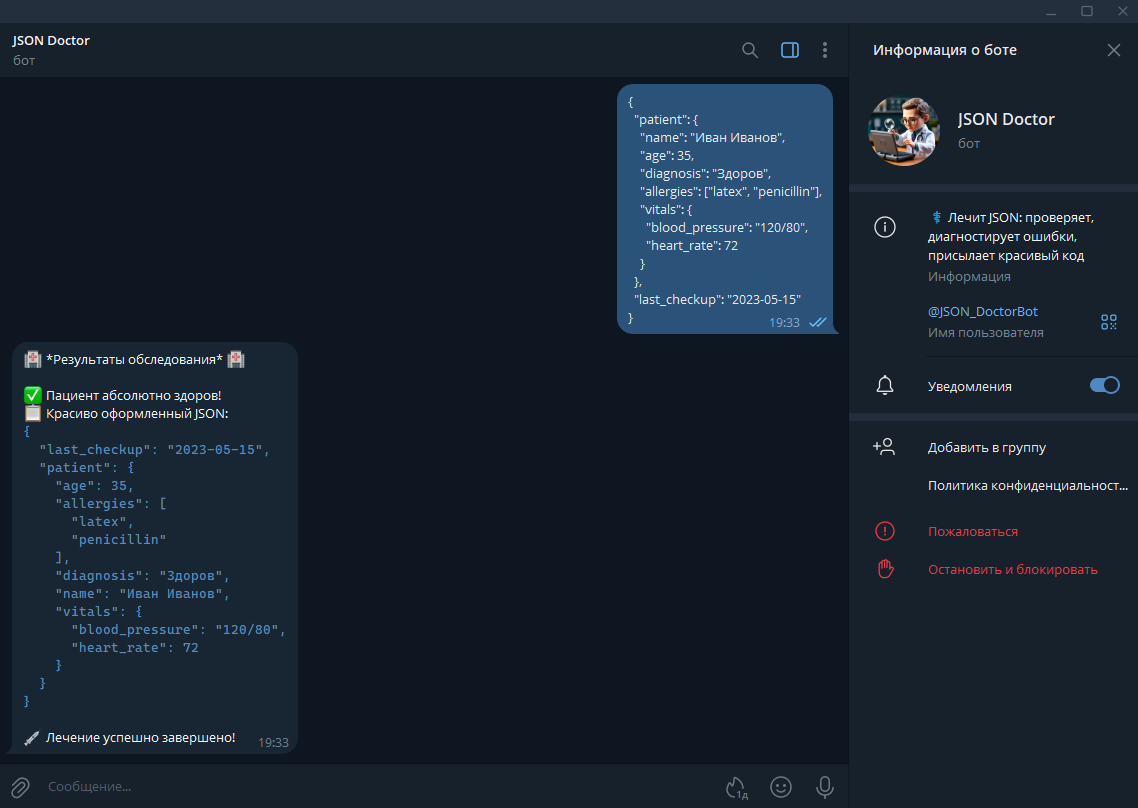 JSON Doctor
бот
{
"patient": {
"name": "Иван Иванов",
"age": 35,
"diagnosis": "Здоров",
"allergies": ["latex", "penicillin"],
"vitals": {
"blood_pressure": "120/80",
"heart_rate": 72
}
},
"last_checkup": "2023-05-15"
}
19:33
*Результаты обследования*
Пациент абсолютно здоров!
Красиво оформленный JSON:
{
"last_checkup": "2023-05-15",
"patient": {
"age": 35,
"allergies": [
"latex",
"penicillin"
],
"diagnosis": "Здоров",
"name": "Иван Иванов",
"vitals": {
"blood_pressure": "120/80",
"heart_rate": 72
}
}
}
Лечение успешно завершено!
19:33
Сообщение...
1д
Информация о боте
JSON Doctor
бот
Лечит JSON: проверяет,
диагностирует ошибки,
присылает красивый код
Информация
@JSON_DoctorBot
Имя пользователя
Уведомления
Добавить в группу
Политика конфиденциальност...
Пожаловаться
Остановить и блокировать